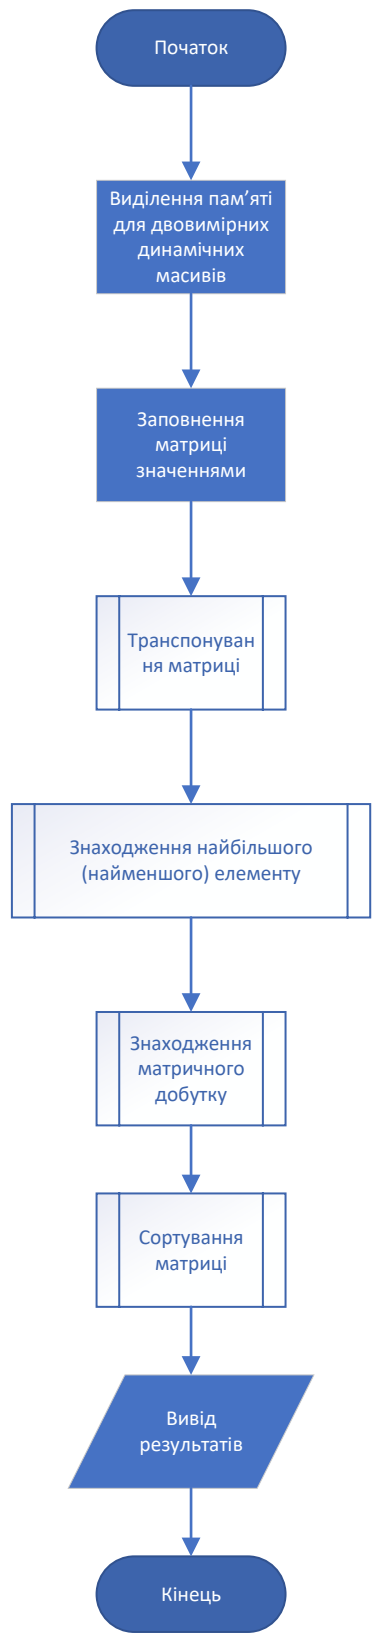 Початок
Виділення пам’яті
для двовимірних
динамічних
масивів
Заповнення
матриці
значеннями
Транспонуван
ня матриці
Знаходження найбільшого
(найменшого) елементу
Знаходження
матричного
добутку
Сортування
матриці
Вивід
результатів
Кінець